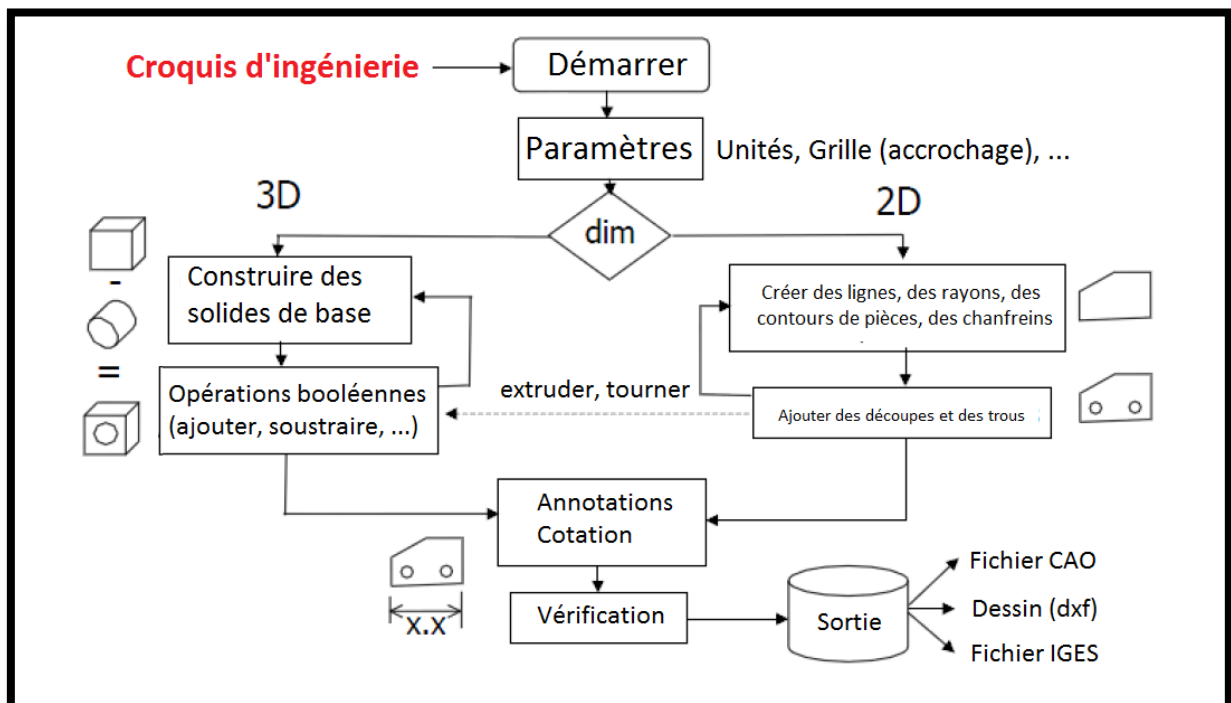 Croquis d'ingénierie
Démarrer
Paramètres
Unités, Grille (accrochage), ...
3D
2D
dim
Construire des
solides de base
Créer des lignes, des rayons, des
contours de pièces, des chanfreins
-
=
Opérations booléennes
(ajouter, soustraire, ...)
extruder, tourner
Ajouter des découpes et des trous
Annotations
Cotation
x.x
Vérification
Sortie
Fichier CAO
Dessin (dxf)
Fichier IGES